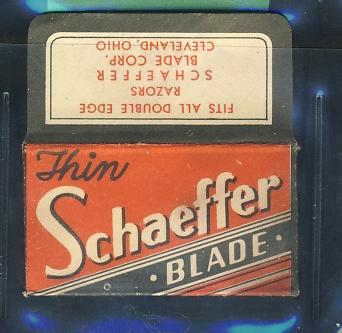 FITS ALL DOUBLE EDGE
RAZORS
SCHAEFFER
BLADE CORP.
CLEVELAND, OHIO
Thin
Schaeffer
· BLADE ·